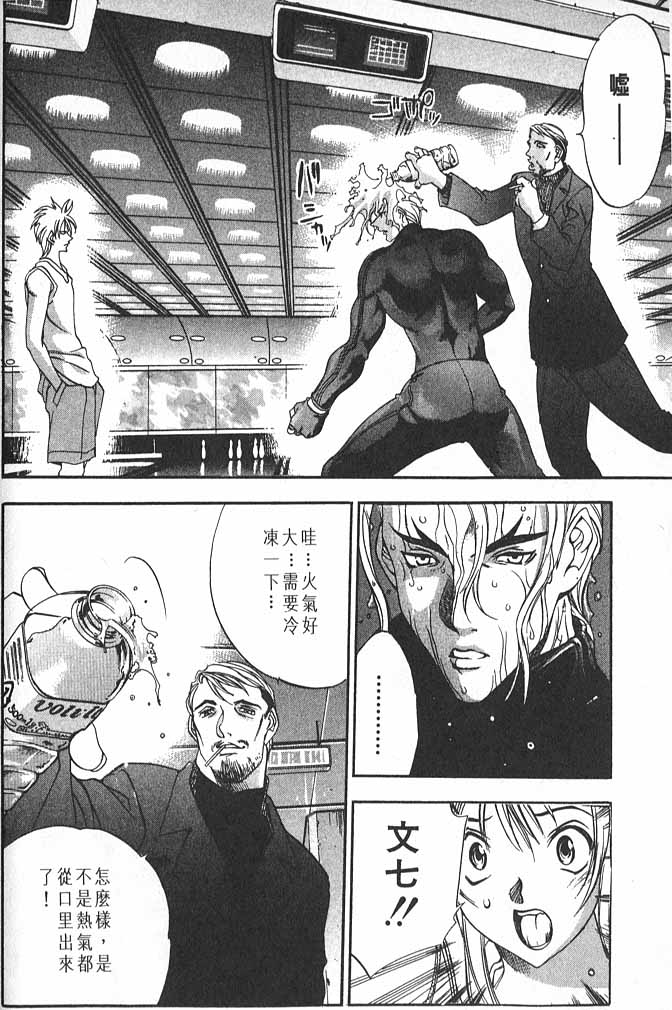 噓——
ゴポッ
バシャッ
…………
文七!!
哇…火氣好
大…需要冷
凍一下…
怎麼樣，是
不是熱氣都
從口里出來
了！